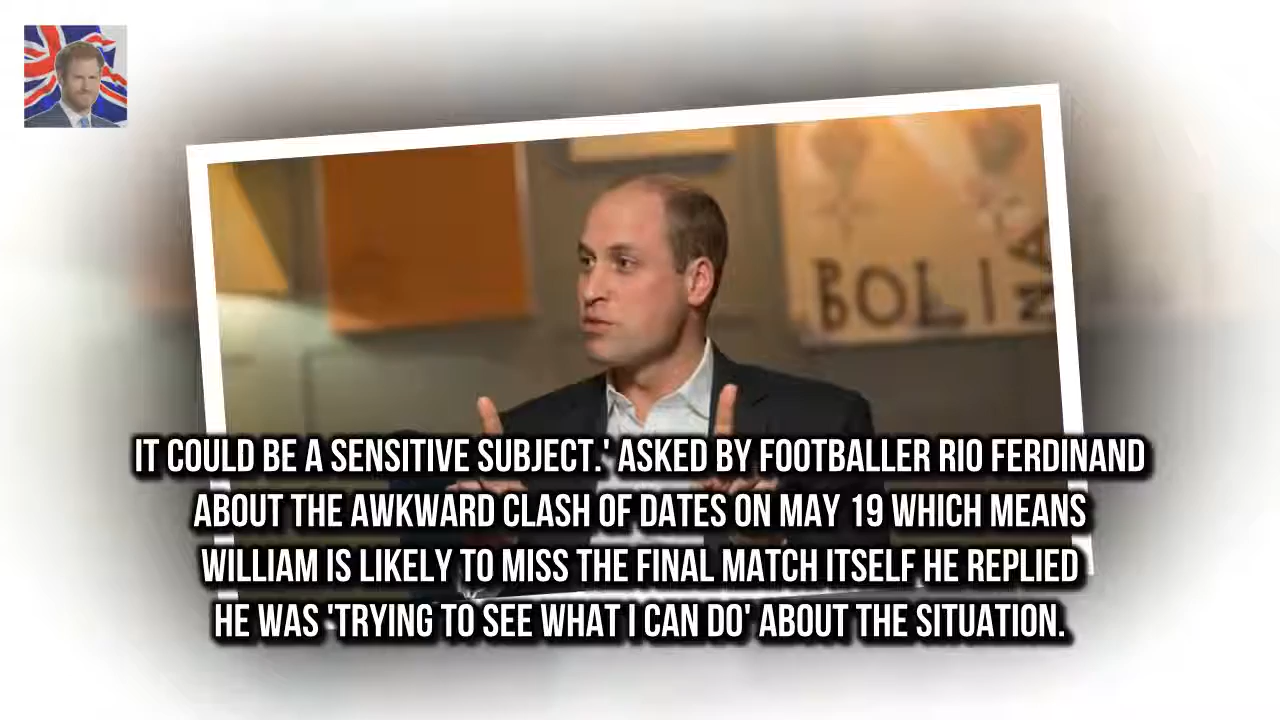 BOLIN
IT COULD BE A SENSITIVE SUBJECT.' ASKED BY FOOTBALLER RIO FERDINAND
ABOUT THE AWKWARD CLASH OF DATES ON MAY 19 WHICH MEANS
WILLIAM IS LIKELY TO MISS THE FINAL MATCH ITSELF HE REPLIED
HE WAS 'TRYING TO SEE WHAT I CAN DO' ABOUT THE SITUATION.